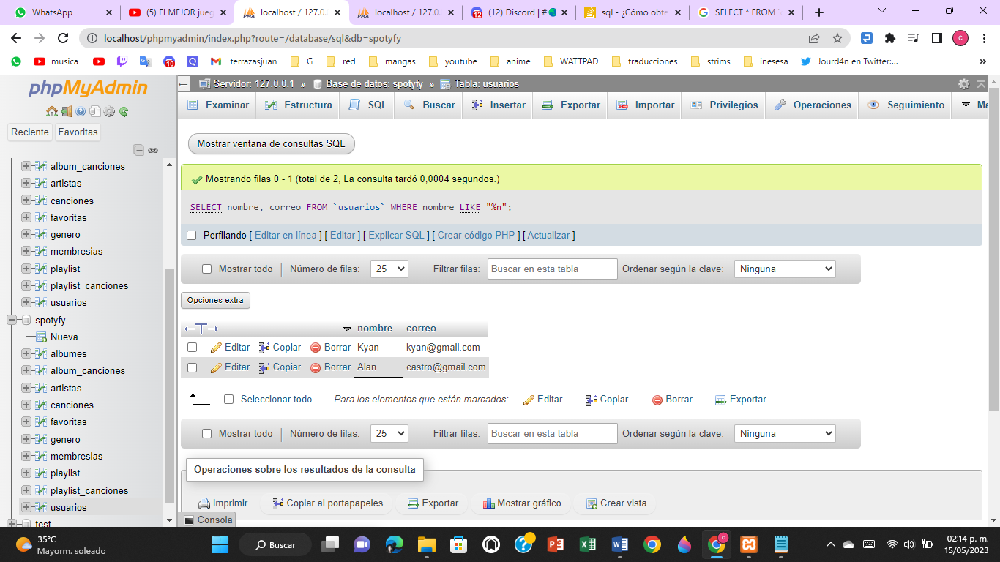 WhatsApp
(5) El MEJOR jueg
localhost / 127.0.
localhost / 127.0.
(12) Discord | #
sql - ¿Cómo obte
SELECT * FROM
localhost/phpmyadmin/index.php?route=/database/sql&db=spotyfy
musica
terrazasjuan
G
red
mangas
youtube
anime
WATTPAD
traducciones
strims
inesesa
Jourd4n en Twitter:...
phpMyAdmin
Reciente
Favoritas
album_canciones
artistas
canciones
favoritas
genero
membresias
playlist
playlist_canciones
usuarios
spotyfy
Nueva
albumes
album_canciones
artistas
canciones
favoritas
genero
membresias
playlist
playlist_canciones
usuarios
test
Servidor: 127.0.0.1 » Base de datos: spotyfy » Tabla: usuarios
Examinar Estructura SQL Buscar Insertar Exportar Importar Privilegios Operaciones Seguimiento Má
Mostrar ventana de consultas SQL
Mostrando filas 0 - 1 (total de 2, La consulta tardó 0,0004 segundos.)
SELECT nombre, correo FROM `usuarios` WHERE nombre LIKE "%n";
Perfilando [ Editar en línea ] [ Editar ] [ Explicar SQL ] [ Crear código PHP ] [ Actualizar ]
Mostrar todo | Número de filas: 25 Filtrar filas: Buscar en esta tabla Ordenar según la clave: Ninguna
Opciones extra
nombre correo
Editar Copiar Borrar Kyan kyan@gmail.com
Editar Copiar Borrar Alan castro@gmail.com
Seleccionar todo Para los elementos que están marcados: Editar Copiar Borrar Exportar
Mostrar todo | Número de filas: 25 Filtrar filas: Buscar en esta tabla Ordenar según la clave: Ninguna
Operaciones sobre los resultados de la consulta
Imprimir Copiar al portapapeles Exportar Mostrar gráfico Crear vista
Consola
35°C
Mayorm. soleado
Buscar
02:14 p. m.
15/05/2023